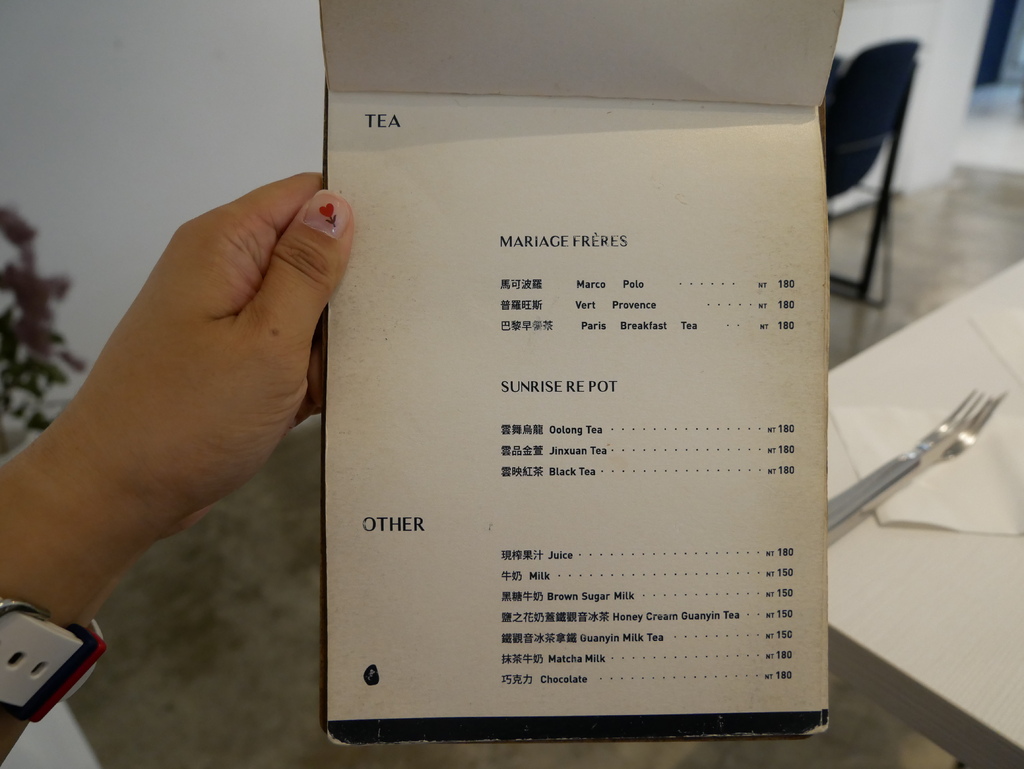 TEA
MARIAGE FRÈRES
馬可波羅 Marco Polo · · · · · · NT 180
普羅旺斯 Vert Provence · · · · · NT 180
巴黎早餐茶 Paris Breakfast Tea · · NT 180
SUNRISE RE POT
雲舞烏龍 Oolong Tea · · · · · · · · · · · · · · · NT 180
雲品金萱 Jinxuan Tea · · · · · · · · · · · · · · · NT 180
雲映紅茶 Black Tea · · · · · · · · · · · · · · · · NT 180
OTHER
現榨果汁 Juice · · · · · · · · · · · · · · · · · · NT 180
牛奶 Milk · · · · · · · · · · · · · · · · · · · · NT 150
黑糖牛奶 Brown Sugar Milk · · · · · · · · · · · · NT 150
鹽之花奶蓋鐵觀音冰茶 Honey Cream Guanyin Tea · · · NT 150
鐵觀音冰茶拿鐵 Guanyin Milk Tea · · · · · · · · · NT 150
抹茶牛奶 Matcha Milk · · · · · · · · · · · · · · · NT 180
巧克力 Chocolate · · · · · · · · · · · · · · · · · NT 180